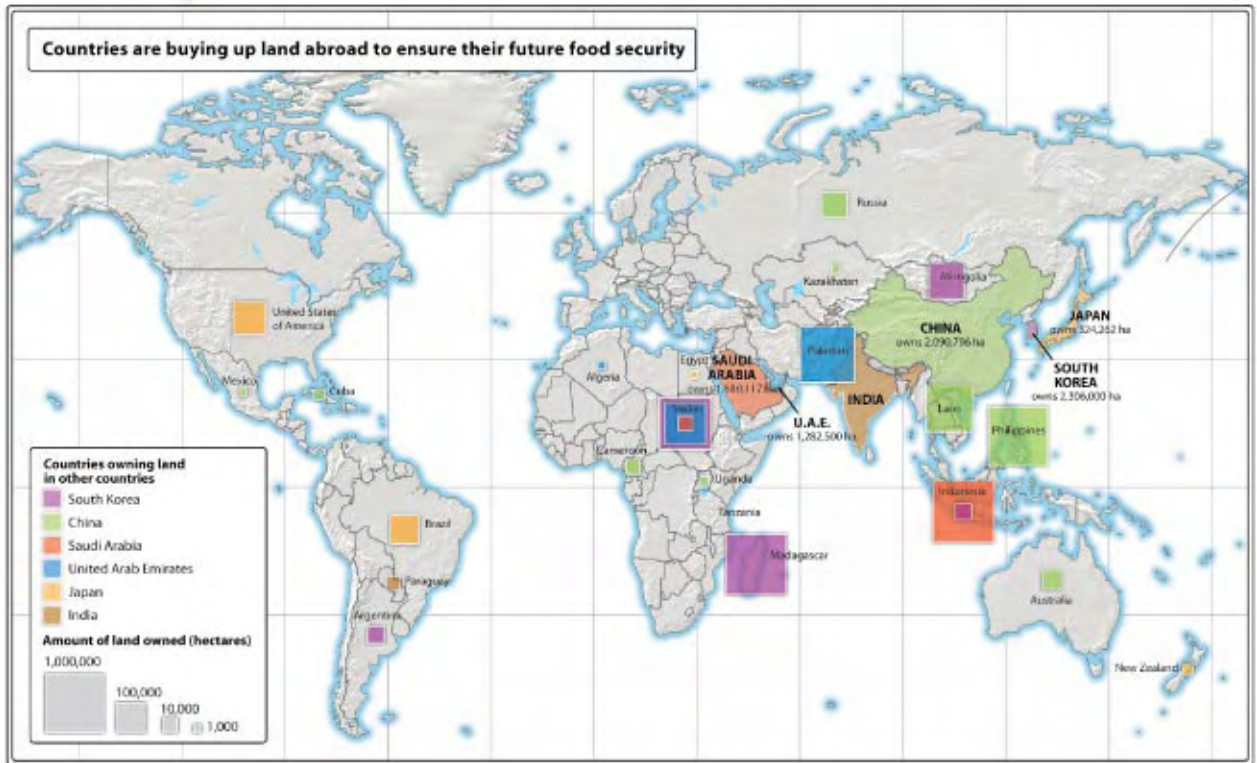 Countries are buying up land abroad to ensure their future food security
Russia
Kazakhstan
Mongolia
United States
of America
JAPAN
owns 324,262 ha
CHINA
owns 2,090,796 ha
Pakistan
Egypt
SAUDI
ARABIA
Algeria
Mexico
Cuba
SOUTH
KOREA
owns 2,306,000 ha
INDIA
Laos
Sudan
U.A.E.
owns 1,282,500 ha
Philippines
Cameroon
Uganda
Indonesia
Tanzania
Brazil
Madagascar
Paraguay
Australia
Argentina
New Zealand
Countries owning land
in other countries
South Korea
China
Saudi Arabia
United Arab Emirates
Japan
India
Amount of land owned (hectares)
1,000,000
100,000
10,000
1,000